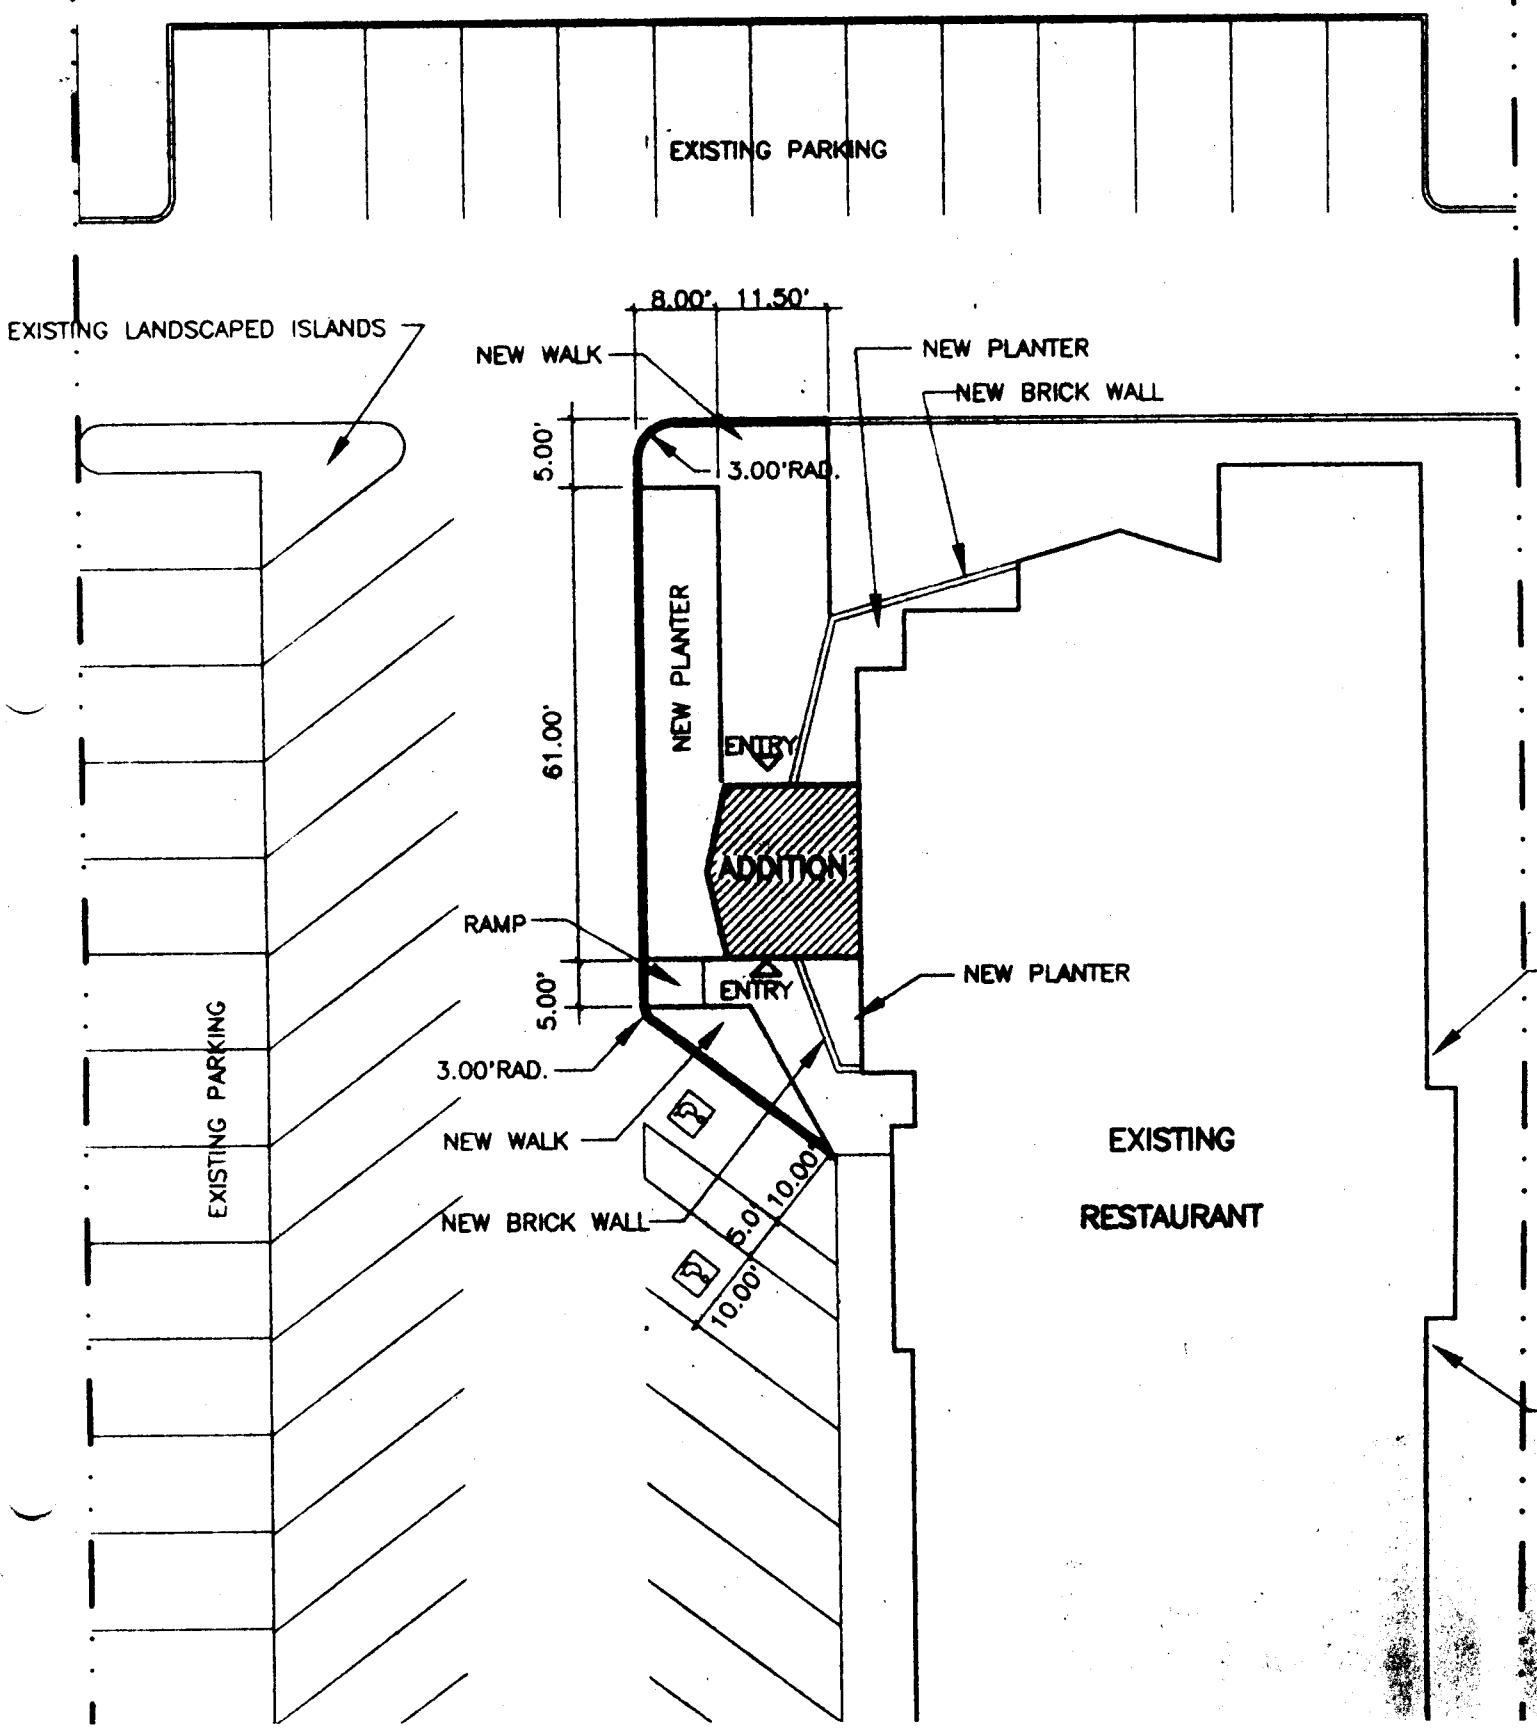 EXISTING PARKING
8.00' 11.50'
EXISTING LANDSCAPED ISLANDS
NEW WALK
NEW PLANTER
NEW BRICK WALL
5.00'
3.00'RAD.
NEW PLANTER
61.00'
ENTRY
ADDITION
RAMP
NEW PLANTER
ENTRY
5.00'
EXISTING PARKING
3.00'RAD.
NEW WALK
EXISTING
RESTAURANT
10.00'
5.0'
NEW BRICK WALL
10.00'